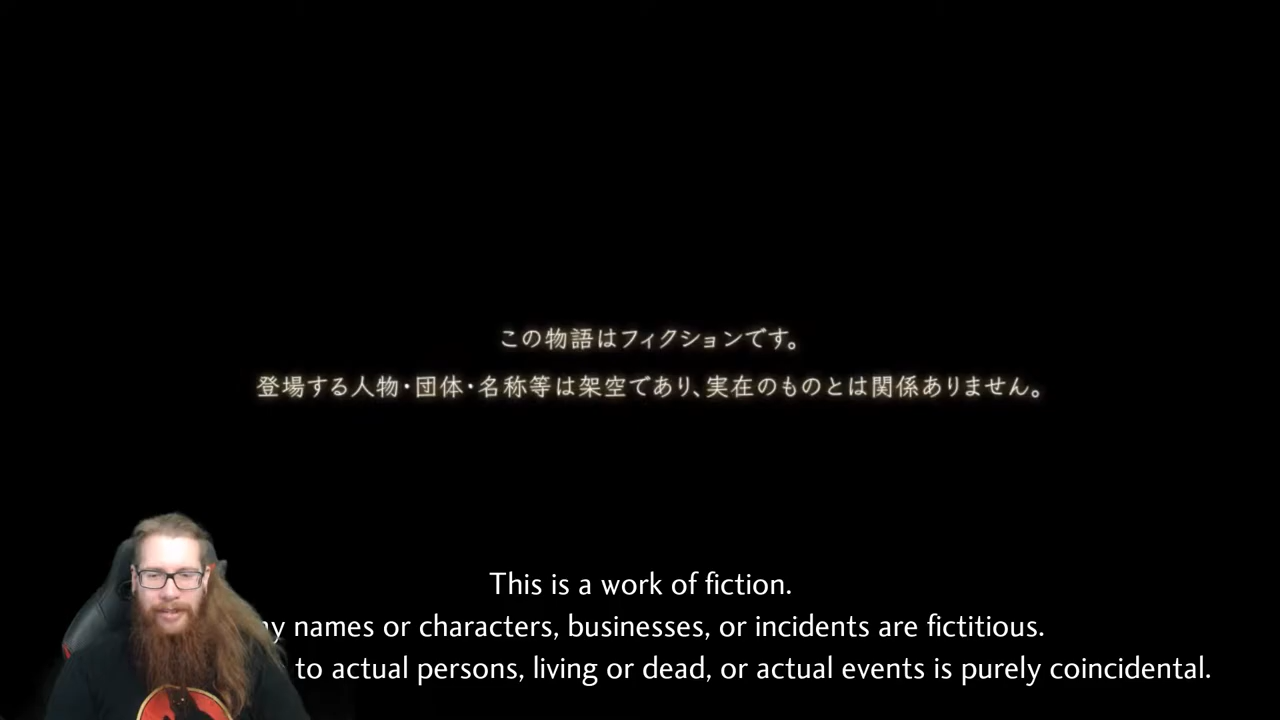 この物語はフィクションです。
登場する人物・団体・名称等は架空であり、実在のものとは関係ありません。
This is a work of fiction.
names or characters, businesses, or incidents are fictitious.
to actual persons, living or dead, or actual events is purely coincidental.